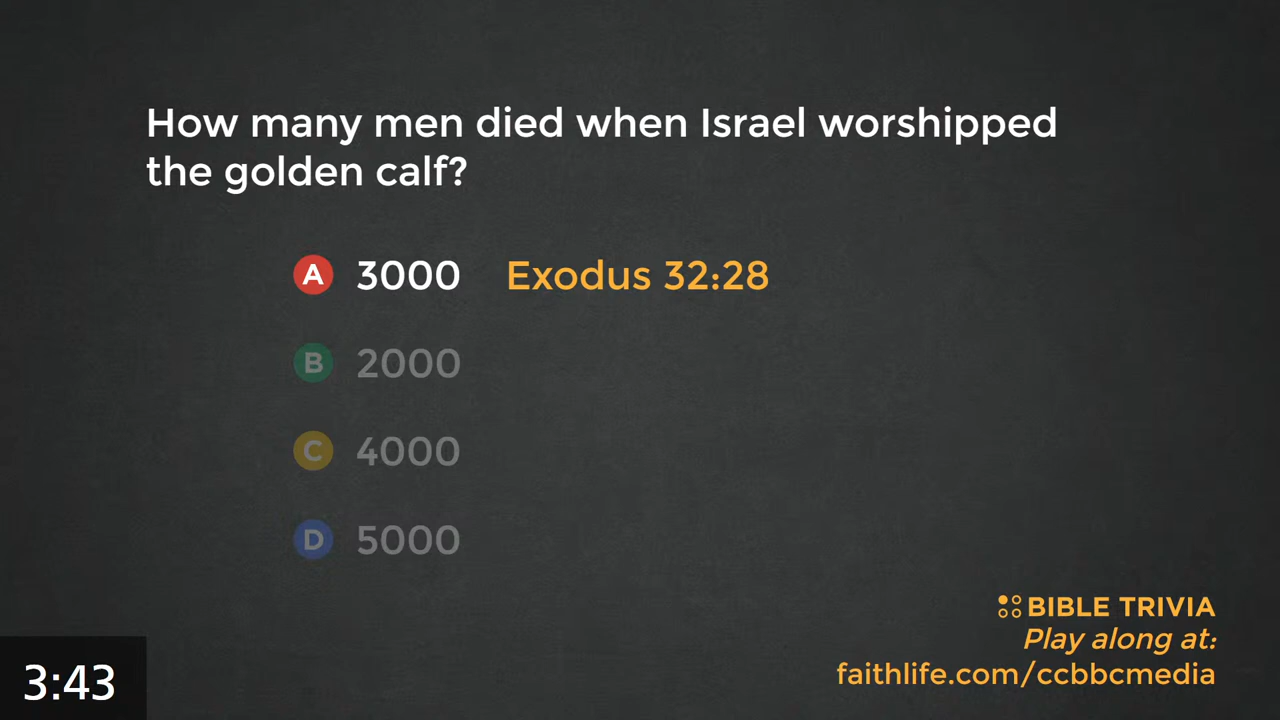 How many men died when Israel worshipped
the golden calf?
A 3000 Exodus 32:28
B 2000
C 4000
D 5000
BIBLE TRIVIA
Play along at:
faithlife.com/ccbbcmedia
3:43